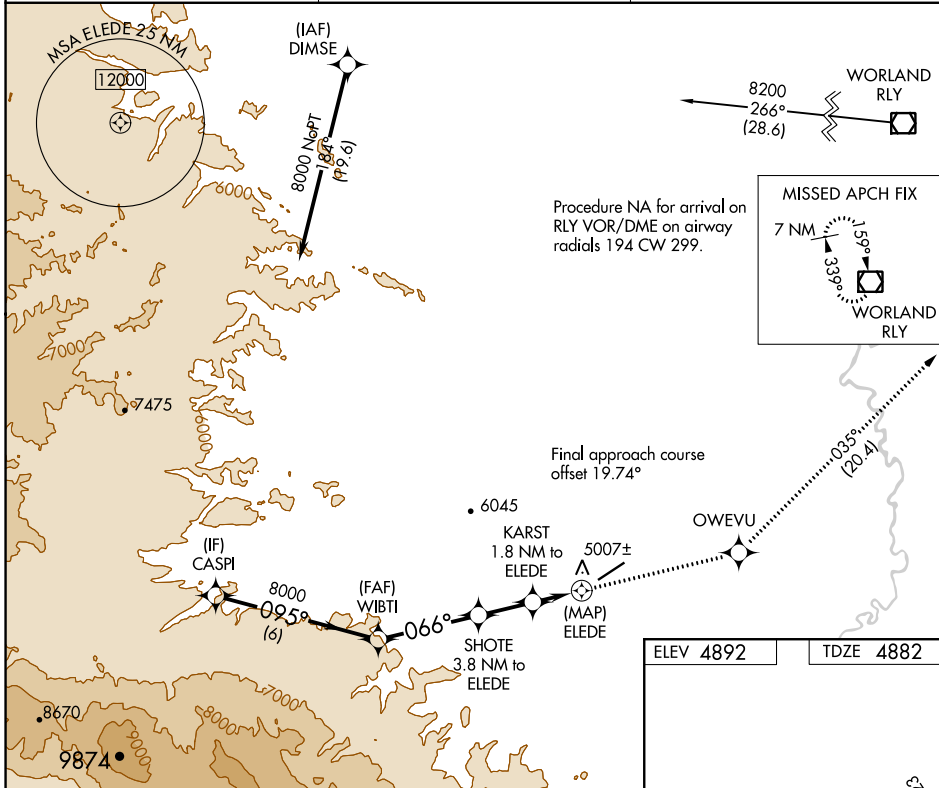 MSA ELEDE 25 NM
12000
(IAF)
DIMSE
8000 NoPT
184°
(19.6)
8200
266°
(28.6)
WORLAND
RLY
Procedure NA for arrival on
RLY VOR/DME on airway
radials 194 CW 299.
MISSED APCH FIX
7 NM
159°
339°
WORLAND
RLY
6000
7000
7475
6000
035°
(20.4)
Final approach course
offset 19.74°
6045
KARST
1.8 NM to
ELEDE
5007±
OWEVU
(IF)
CASPI
8000
095°
(6)
(FAF)
WIBTI
066°
(MAP)
ELEDE
SHOTE
3.8 NM to
ELEDE
ELEV 4892
TDZE 4882
7000
8000
9000
8670
9874